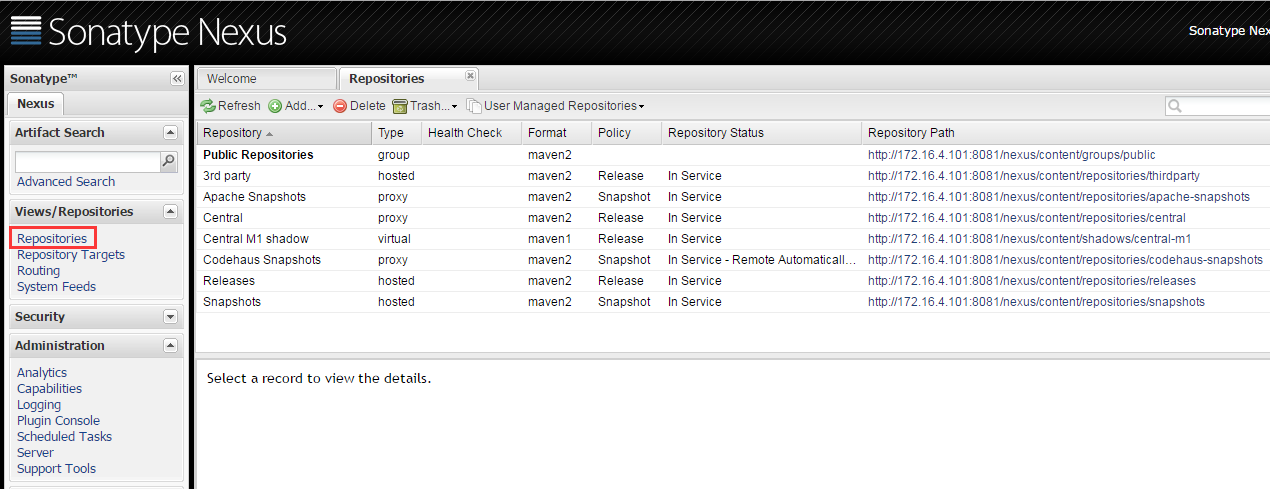 Sonatype Nexus
Sonatype Nex
Sonatype™
Nexus
Artifact Search
Advanced Search
Views/Repositories
Repositories
Repository Targets
Routing
System Feeds
Security
Administration
Analytics
Capabilities
Logging
Plugin Console
Scheduled Tasks
Server
Support Tools
Welcome Repositories
Refresh Add... Delete Trash... User Managed Repositories
Repository Type Health Check Format Policy Repository Status Repository Path
Public Repositories group maven2 http://172.16.4.101:8081/nexus/content/groups/public
3rd party hosted maven2 Release In Service http://172.16.4.101:8081/nexus/content/repositories/thirdparty
Apache Snapshots proxy maven2 Snapshot In Service http://172.16.4.101:8081/nexus/content/repositories/apache-snapshots
Central proxy maven2 Release In Service http://172.16.4.101:8081/nexus/content/repositories/central
Central M1 shadow virtual maven1 Release In Service http://172.16.4.101:8081/nexus/content/shadows/central-m1
Codehaus Snapshots proxy maven2 Snapshot In Service - Remote Automaticall... http://172.16.4.101:8081/nexus/content/repositories/codehaus-snapshots
Releases hosted maven2 Release In Service http://172.16.4.101:8081/nexus/content/repositories/releases
Snapshots hosted maven2 Snapshot In Service http://172.16.4.101:8081/nexus/content/repositories/snapshots
Select a record to view the details.